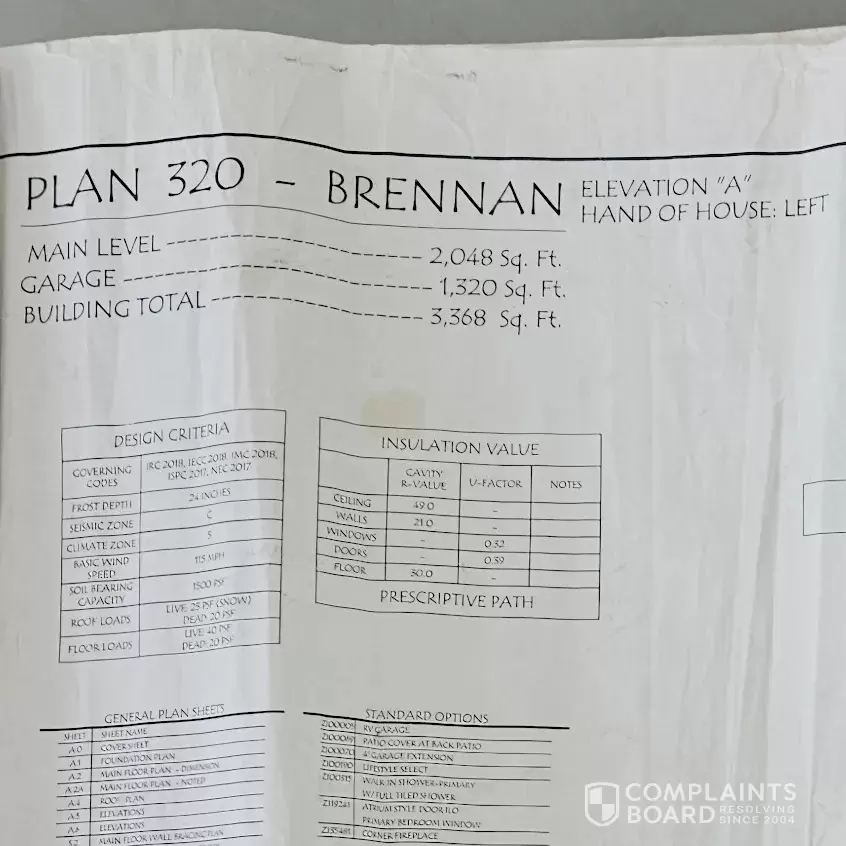 PLAN 320 - BRENNAN
ELEVATION "A"
HAND OF HOUSE: LEFT
MAIN LEVEL ---- 2,048 Sq. Ft.
GARAGE ---- 1,320 Sq. Ft.
BUILDING TOTAL ---- 3,368 Sq. Ft.
DESIGN CRITERIA
GOVERNING CODES IRC 2018, IECC 2018, IMC 2018, ISPC 2017, NEC 2017
FROST DEPTH 24 INCHES
SEISMIC ZONE C
CLIMATE ZONE 5
BASIC WIND SPEED 115 MPH
SOIL BEARING CAPACITY 1500 PSF
ROOF LOADS LIVE: 25 PSF (SNOW) DEAD: 20 PSF
FLOOR LOADS LIVE: 40 PSF DEAD: 20 PSF
INSULATION VALUE
CAVITY R-VALUE U-FACTOR NOTES
CEILING 49.0 -
WALLS 21.0 -
WINDOWS - 0.32
DOORS - 0.39
FLOOR 30.0 -
PRESCRIPTIVE PATH
GENERAL PLAN SHEETS
SHEET SHEET NAME
A0 COVER SHEET
A1 FOUNDATION PLAN
A2 MAIN FLOOR PLAN - DIMENSION
A2A MAIN FLOOR PLAN - NOTED
A4 ROOF PLAN
A5 ELEVATIONS
A6 ELEVATIONS
S2 MAIN FLOOR WALL BRACING PLAN
STANDARD OPTIONS
RV GARAGE
PATIO COVER AT BACK PATIO
4' GARAGE EXTENSION
LIFESTYLE SELECT
WALK IN SHOWER-PRIMARY
W/ FULL TILED SHOWER
ATRIUM STYLE DOOR ILO
PRIMARY BEDROOM WINDOW
CORNER FIREPLACE
COMPLAINTS
BOARD RESOLVING SINCE 2004